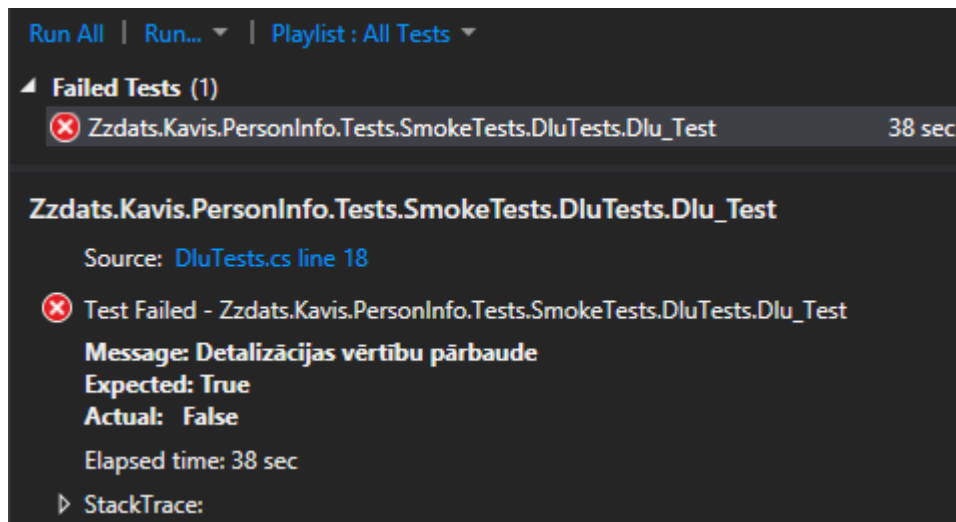 Run All | Run... | Playlist : All Tests
Failed Tests (1)
Zzdats.Kavis.PersonInfo.Tests.SmokeTests.DluTests.Dlu_Test 38 sec
Zzdats.Kavis.PersonInfo.Tests.SmokeTests.DluTests.Dlu_Test
Source: DluTests.cs line 18
Test Failed - Zzdats.Kavis.PersonInfo.Tests.SmokeTests.DluTests.Dlu_Test
Message: Detalizācijas vērtību pārbaude
Expected: True
Actual: False
Elapsed time: 38 sec
StackTrace: